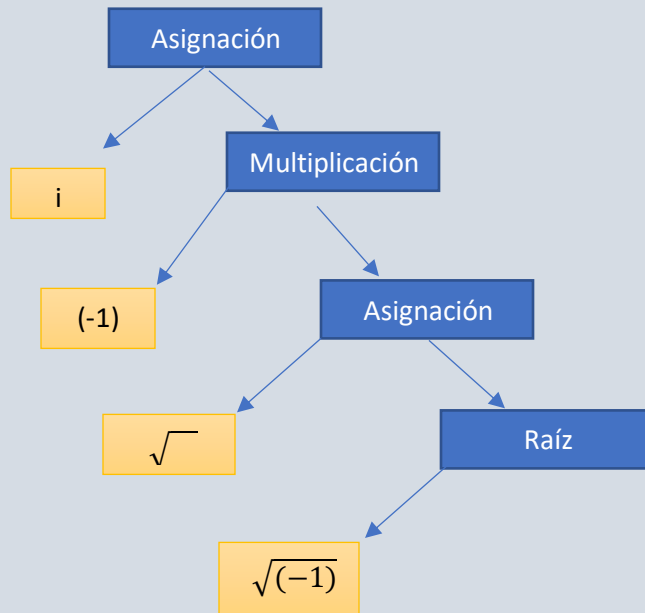 Asignación
Multiplicación
i
(-1)
Asignación
√
Raíz
√(−1)